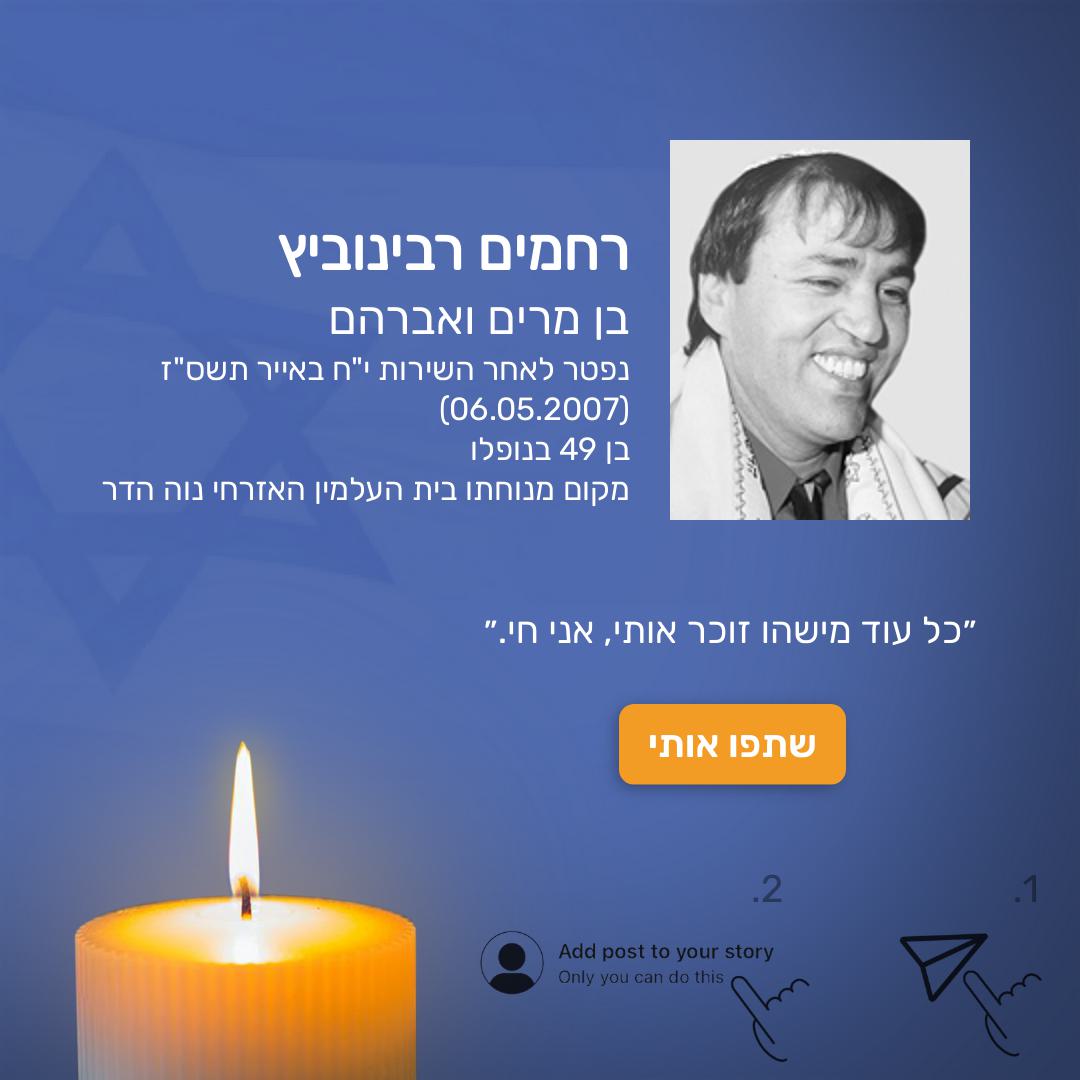 רחמים רבינוביץ
בן מרים ואברהם
נפטר לאחר השירות י"ח באייר תשס"ז
(06.05.2007)
בן 49 בנופלו
מקום מנוחתו בית העלמין האזרחי נוה הדר
״כל עוד מישהו זוכר אותי, אני חי.״
שתפו אותי
.1
.2
Add post to your story
Only you can do this